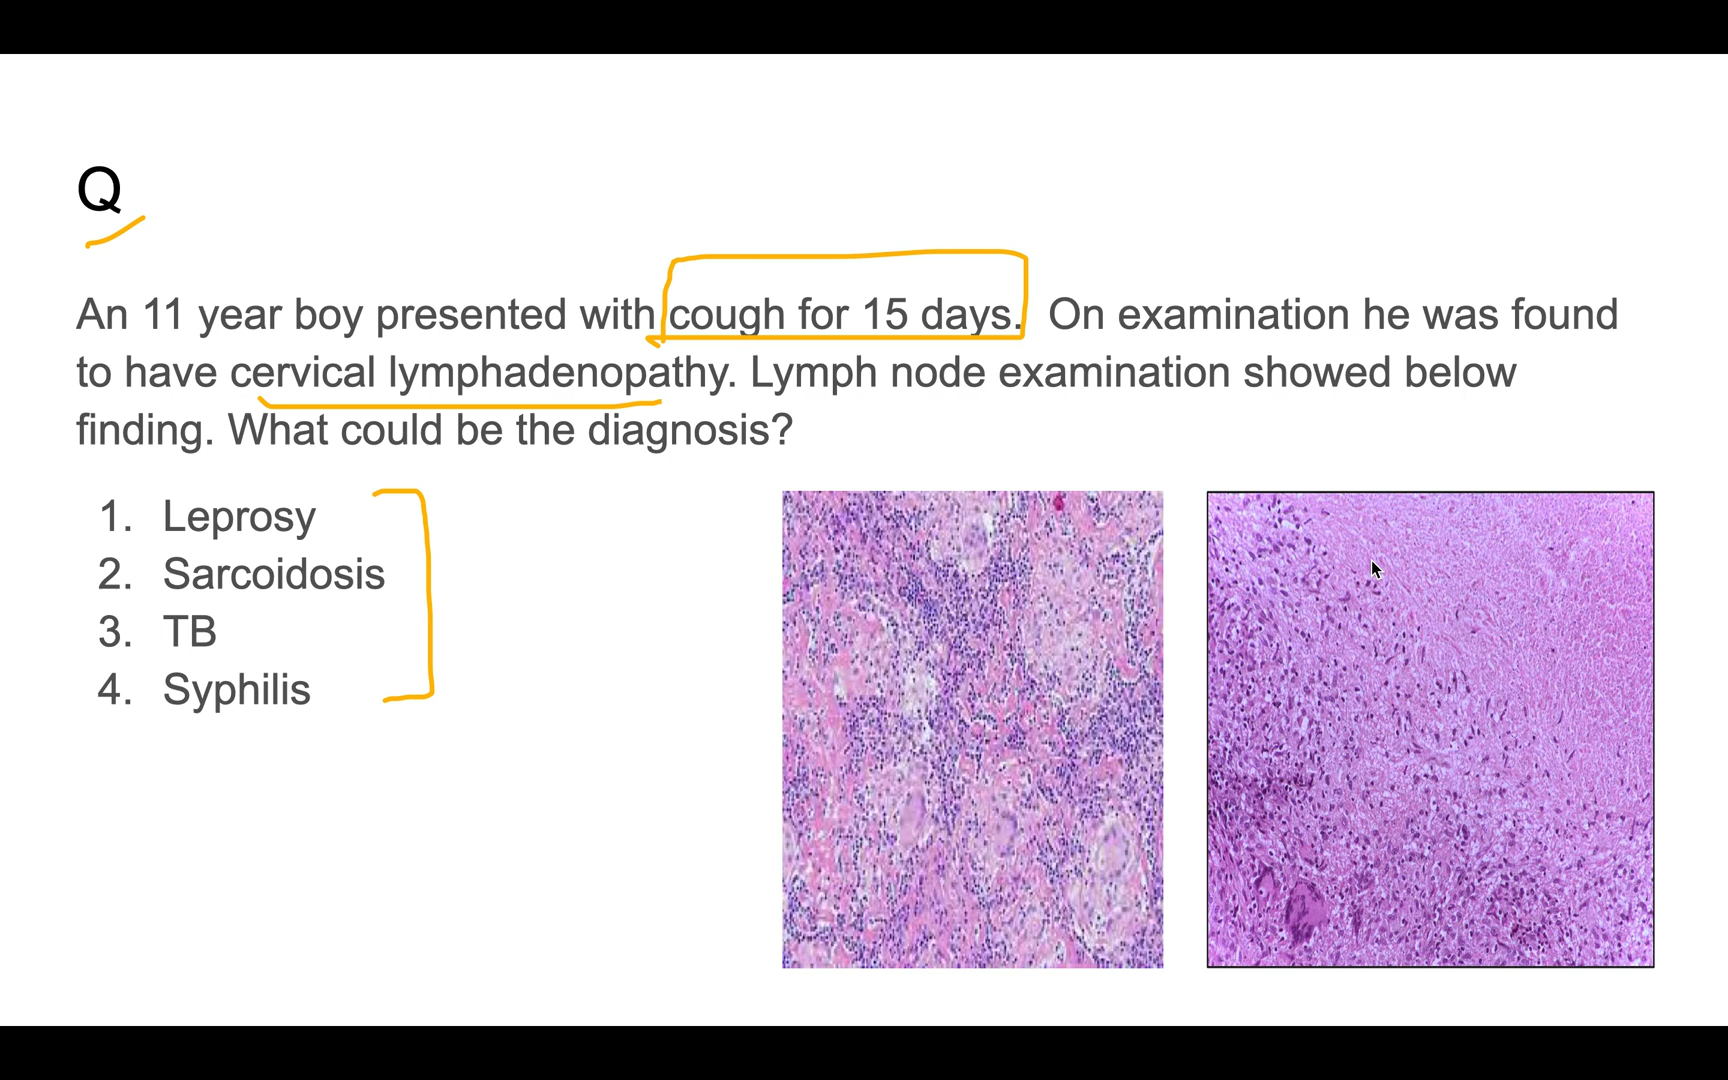 Q
An 11 year boy presented with cough for 15 days. On examination he was found
to have cervical lymphadenopathy. Lymph node examination showed below
finding. What could be the diagnosis?
1. Leprosy
2. Sarcoidosis
3. TB
4. Syphilis